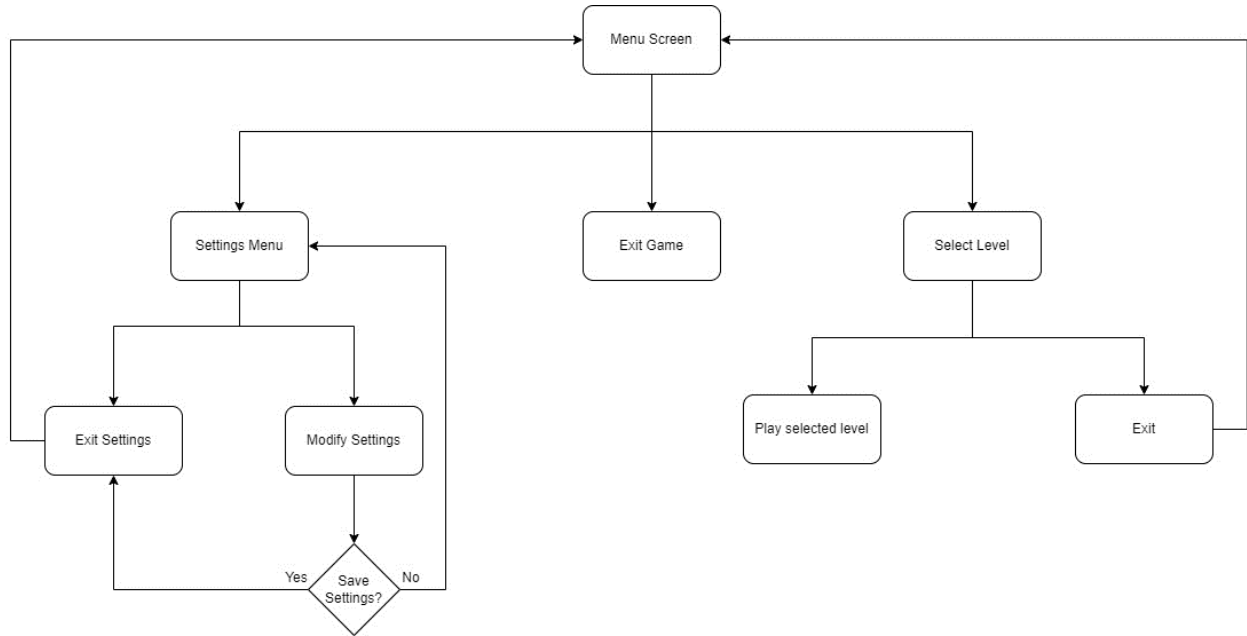 Menu Screen
Settings Menu
Exit Game
Select Level
Exit Settings
Modify Settings
Play selected level
Exit
Yes
Save
Settings?
No